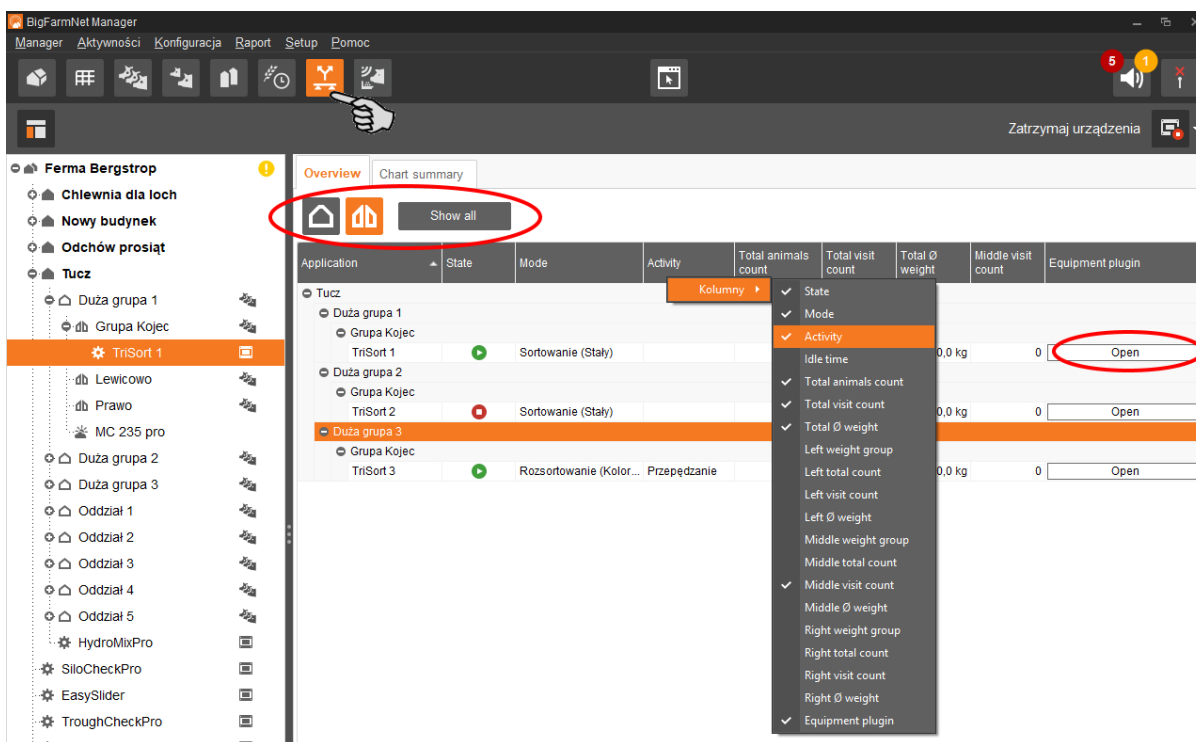 BigFarmNet Manager
Manager Aktywności Konfiguracja Raport Setup Pomoc
5 1
Zatrzymaj urządzenia
Ferma Bergstrop
Chlewnia dla loch
Nowy budynek
Odchów prosiąt
Tucz
Duża grupa 1
Grupa Kojec
TriSort 1
Lewicowo
Prawo
MC 235 pro
Duża grupa 2
Duża grupa 3
Oddział 1
Oddział 2
Oddział 3
Oddział 4
Oddział 5
HydroMixPro
SiloCheckPro
EasySlider
TroughCheckPro
Overview Chart summary
Show all
Application State Mode Activity Total animals count Total visit count Total Ø weight Middle visit count Equipment plugin
Tucz
Duża grupa 1
Grupa Kojec
TriSort 1 Sortowanie (Stały) 0,0 kg 0 Open
Duża grupa 2
Grupa Kojec
TriSort 2 Sortowanie (Stały) 0,0 kg 0 Open
Duża grupa 3
Grupa Kojec
TriSort 3 Rozsortowanie (Kolor... Przepędzanie 0,0 kg 0 Open
Kolumny
State
Mode
Activity
Idle time
Total animals count
Total visit count
Total Ø weight
Left weight group
Left total count
Left visit count
Left Ø weight
Middle weight group
Middle total count
Middle visit count
Middle Ø weight
Right weight group
Right total count
Right visit count
Right Ø weight
Equipment plugin